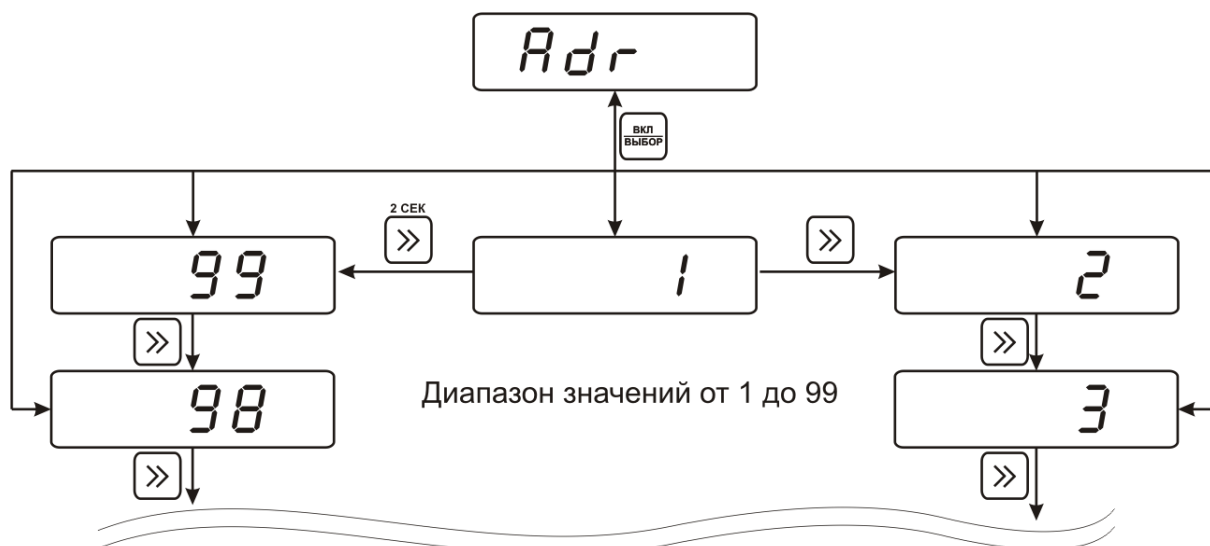 Adr
ВКЛ
ВЫБОР
2 СЕК
>>
>>
99
1
2
>>
>>
98
Диапазон значений от 1 до 99
3
>>
>>